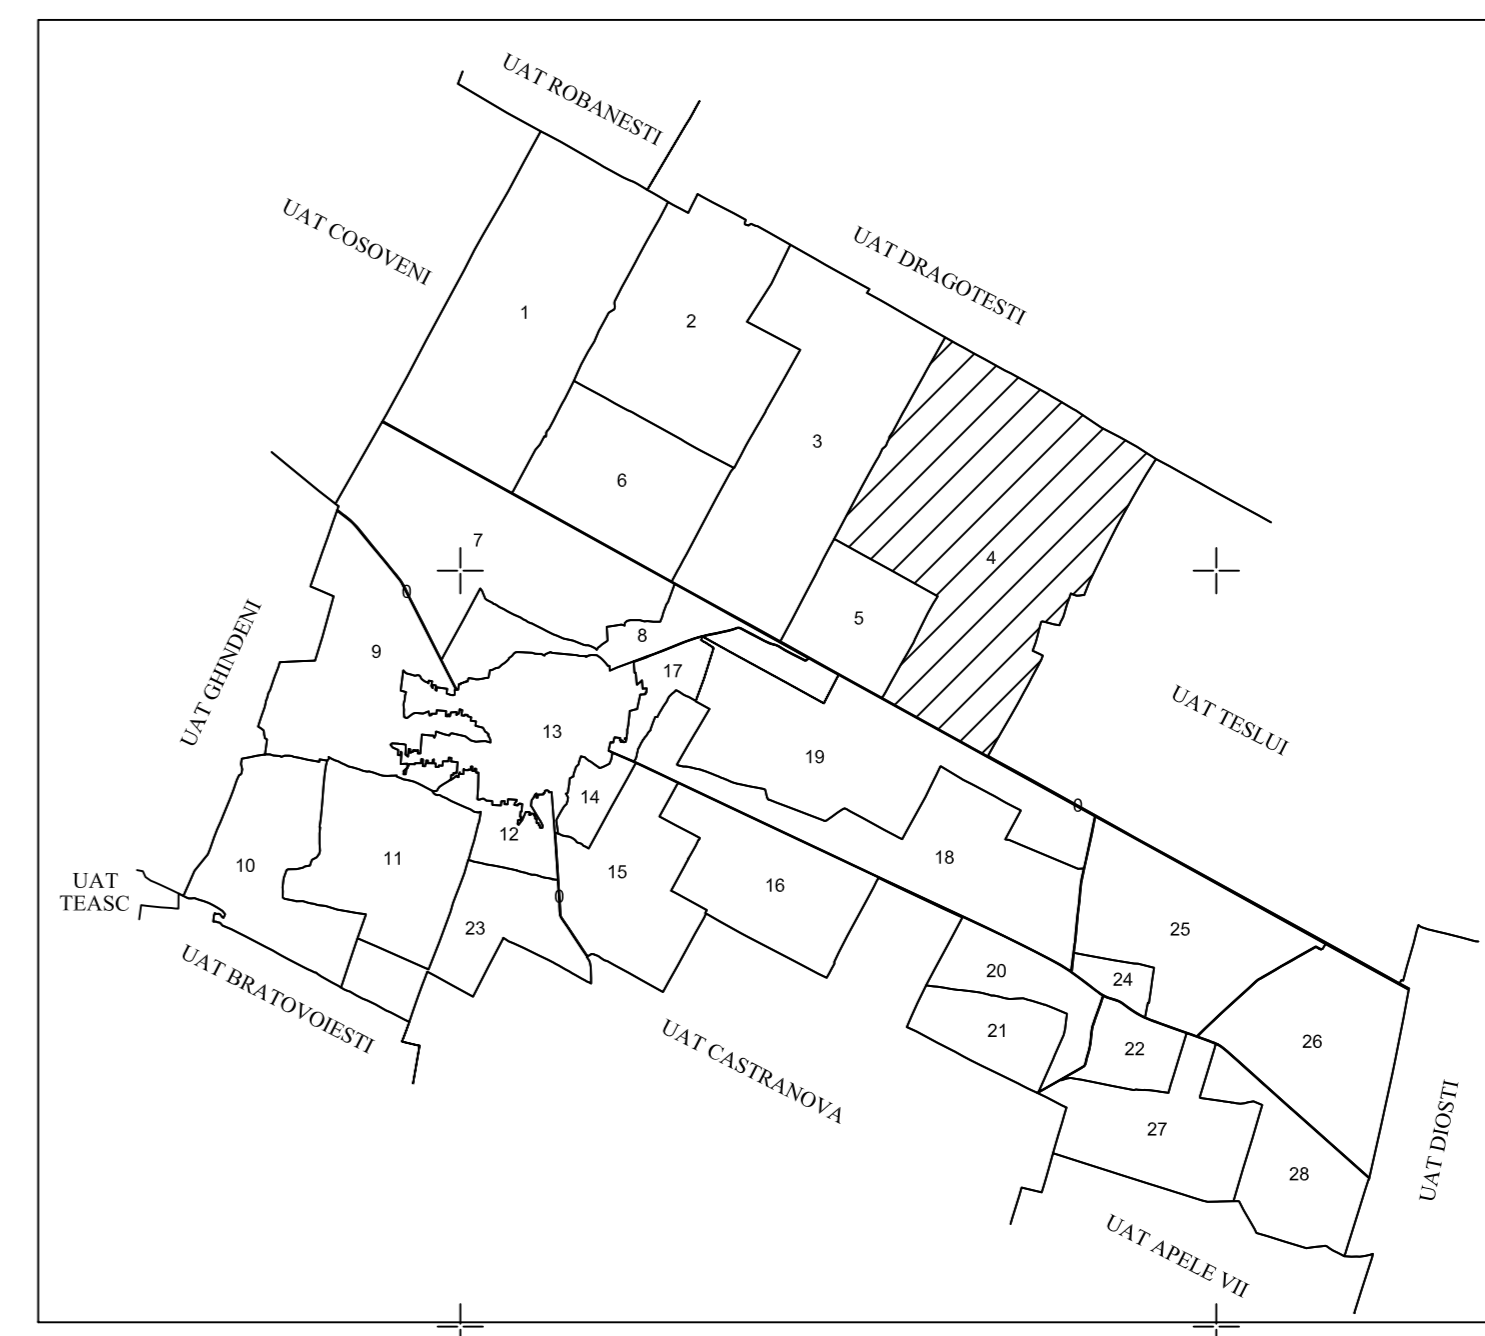 UAT ROBANESTI
UAT COSOVENI
UAT DRAGOTESTI
1
2
3
6
7
4
0
5
8
9
17
UAT GHINDENI
UAT TESLUI
13
19
14
0
12
18
11
10
15
16
UAT
TEASC
0
23
25
20
24
UAT BRATOVOIESTI
21
26
22
UAT CASTRANOVA
27
UAT DIOSTI
28
UAT APELE VII